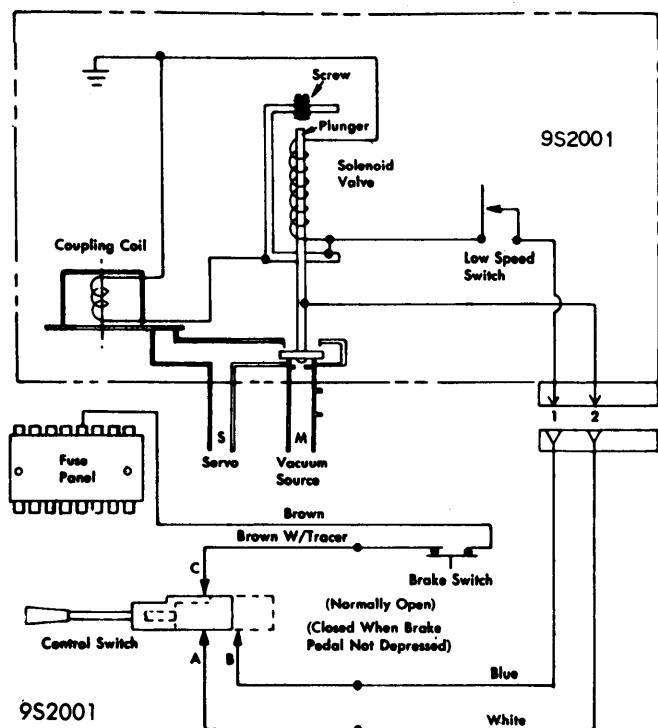 Screw
Plunger
9S2001
Solenoid
Valve
Coupling Coil
Low Speed
Switch
1 2
S M
Servo
Vacuum
Source
Fuse
Panel
Brown
Brown W/Tracer
C
Brake Switch
(Normally Open)
(Closed When Brake
Pedal Not Depressed)
Control Switch
A B
Blue
9S2001
White